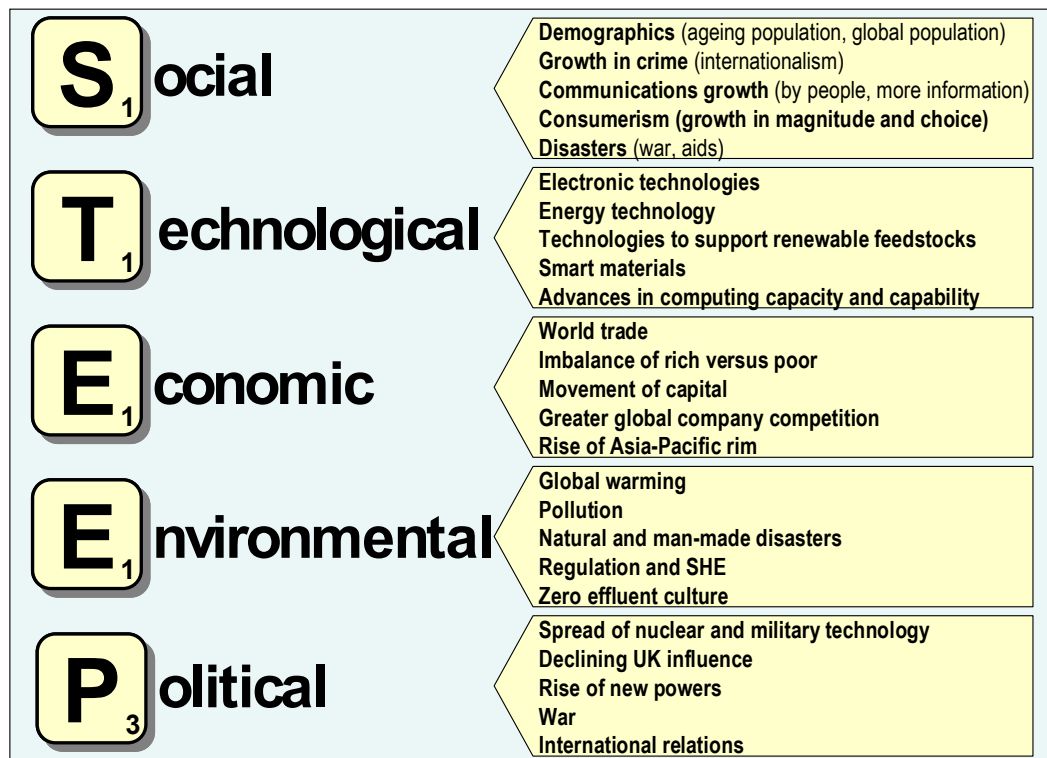 Social
1
Demographics (ageing population, global population)
Growth in crime (internationalism)
Communications growth (by people, more information)
Consumerism (growth in magnitude and choice)
Disasters (war, aids)
Technological
1
Electronic technologies
Energy technology
Technologies to support renewable feedstocks
Smart materials
Advances in computing capacity and capability
Economic
1
World trade
Imbalance of rich versus poor
Movement of capital
Greater global company competition
Rise of Asia-Pacific rim
Environmental
1
Global warming
Pollution
Natural and man-made disasters
Regulation and SHE
Zero effluent culture
Political
3
Spread of nuclear and military technology
Declining UK influence
Rise of new powers
War
International relations